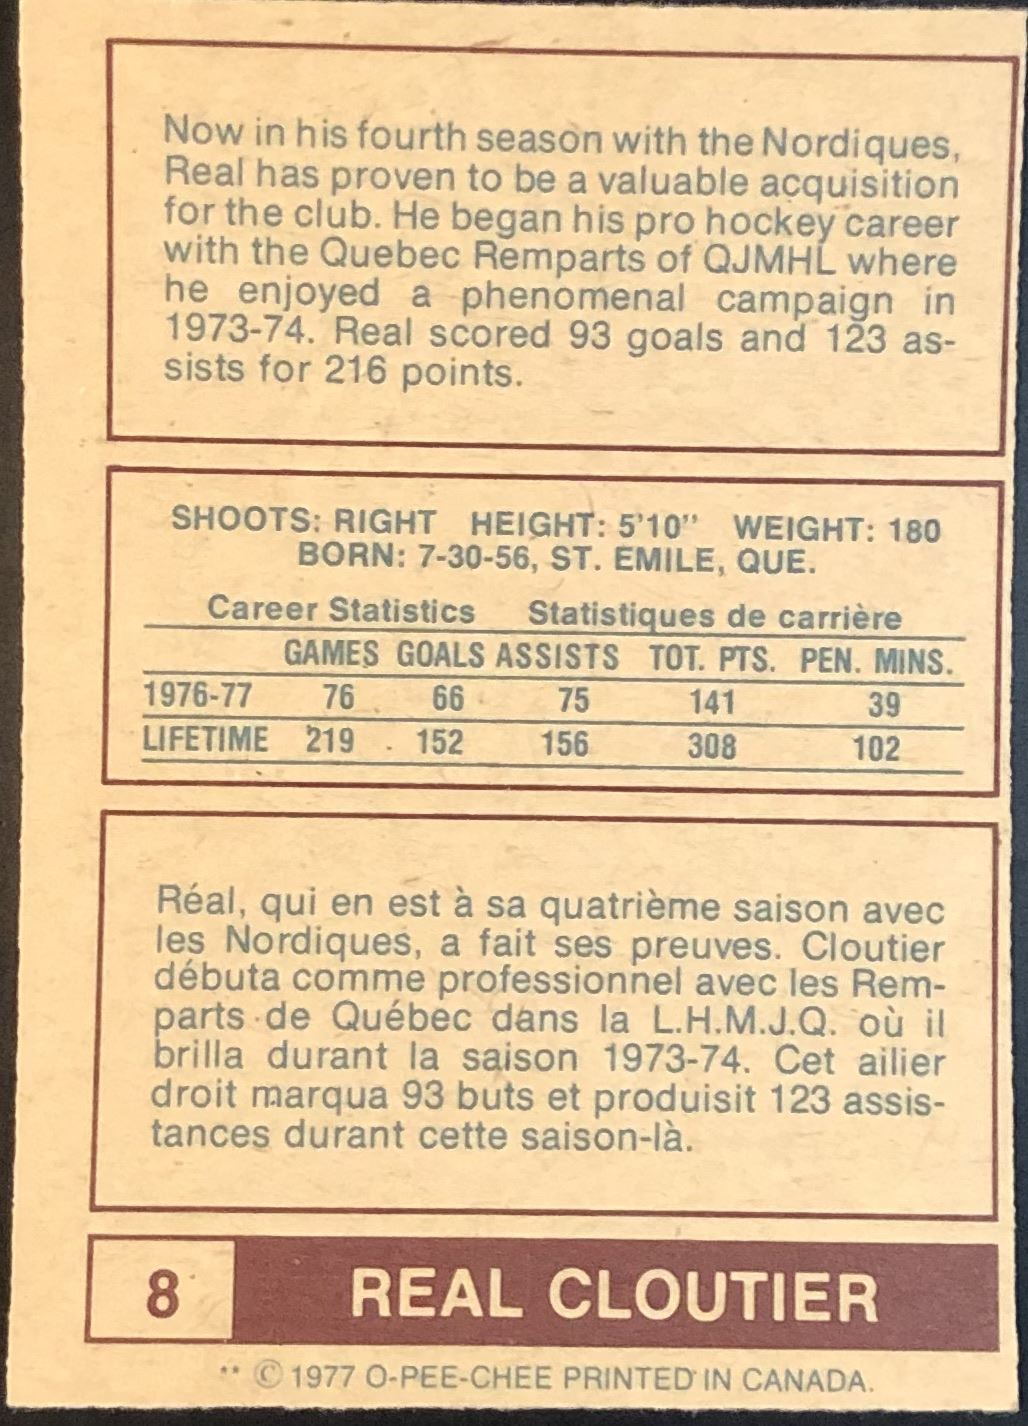 Now in his fourth season with the Nordiques,
Real has proven to be a valuable acquisition
for the club. He began his pro hockey career
with the Quebec Remparts of QJMHL where
he enjoyed a phenomenal campaign in
1973-74. Real scored 93 goals and 123 as-
sists for 216 points.
SHOOTS: RIGHT HEIGHT: 5'10" WEIGHT: 180
BORN: 7-30-56, ST. EMILE, QUE.
Career Statistics Statistiques de carrière
GAMES GOALS ASSISTS TOT. PTS. PEN. MINS.
1976-77 76 66 75 141 39
LIFETIME 219 152 156 308 102
Réal, qui en est à sa quatrième saison avec
les Nordiques, a fait ses preuves. Cloutier
débuta comme professionnel avec les Rem-
parts de Québec dans la L.H.M.J.Q. où il
brilla durant la saison 1973-74. Cet ailier
droit marqua 93 buts et produisit 123 assis-
tances durant cette saison-là.
8 REAL CLOUTIER
** © 1977 O-PEE-CHEE PRINTED IN CANADA.